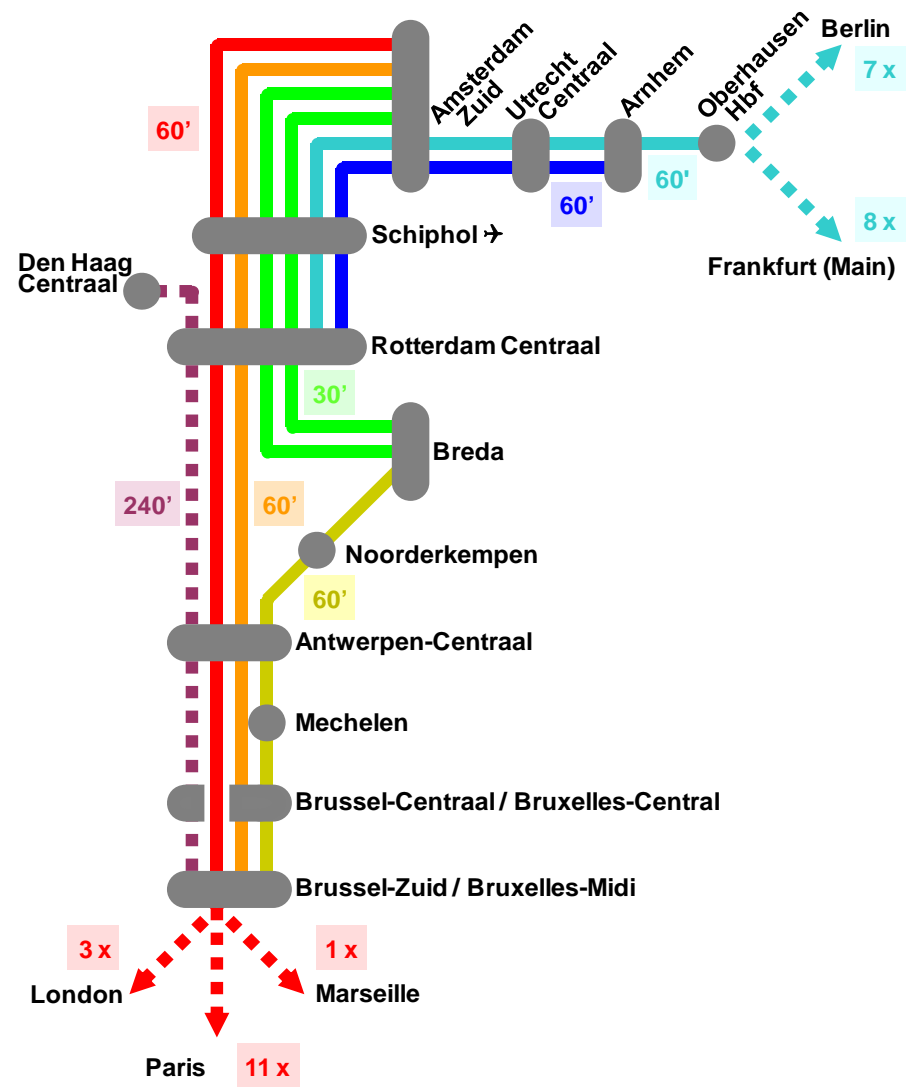 Berlin
7 x
Amsterdam
Zuid
Utrecht
Centraal
Arnhem
Oberhausen
Hbf
60’
60’
60'
8 x
Schiphol ✈
Frankfurt (Main)
Den Haag
Centraal
Rotterdam Centraal
30’
Breda
240’
60’
Noorderkempen
60’
Antwerpen-Centraal
Mechelen
Brussel-Centraal / Bruxelles-Central
Brussel-Zuid / Bruxelles-Midi
3 x
1 x
London
Marseille
Paris
11 x